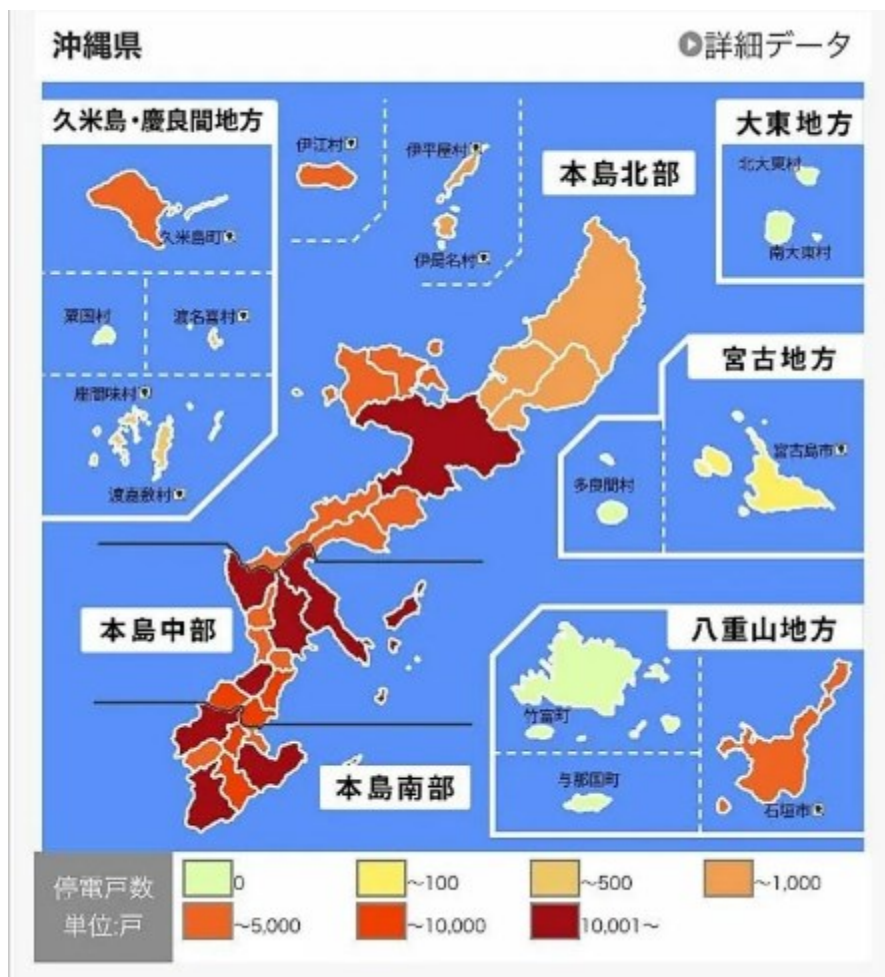 沖縄県
詳細データ
久米島・慶良間地方
伊江村
伊平屋村
本島北部
大東地方
北大東村
久米島町
伊是名村
南大東村
粟国村
渡名喜村
宮古地方
座間味村
宮古島市
多良間村
渡嘉敷村
本島中部
八重山地方
竹富町
本島南部
与那国町
石垣市
停電戸数
単位:戸
0
~100
~500
~1,000
~5,000
~10,000
10,001~